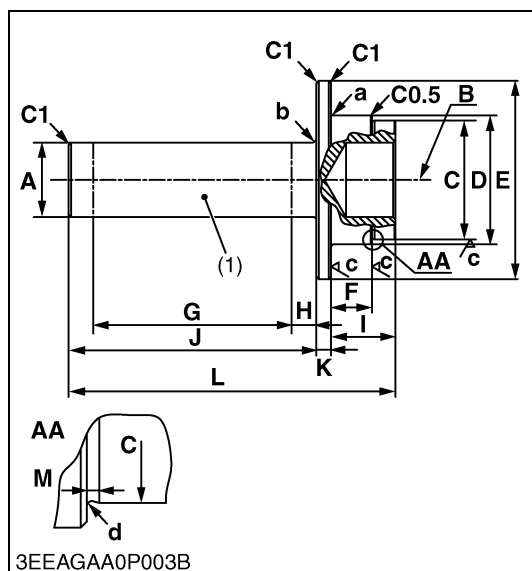 C1 C1
a C0.5 B
C1 b
A C D E
(1) AA c
c c
F
G H I
J K
L
AA C
M
d
3EEAGAA0P003B